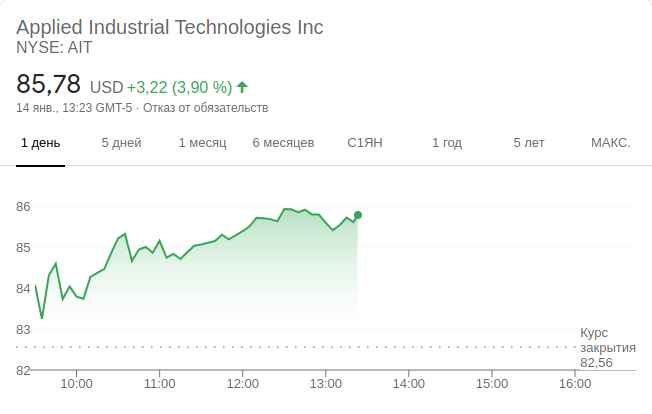 Applied Industrial Technologies Inc
NYSE: AIT
85,78 USD +3,22 (3,90 %)
14 янв., 13:23 GMT-5 · Отказ от обязательств
1 день 5 дней 1 месяц 6 месяцев С1ЯН 1 год 5 лет МАКС.
86
85
84
83
Курс
закрытия
82,56
82
10:00 11:00 12:00 13:00 14:00 15:00 16:00